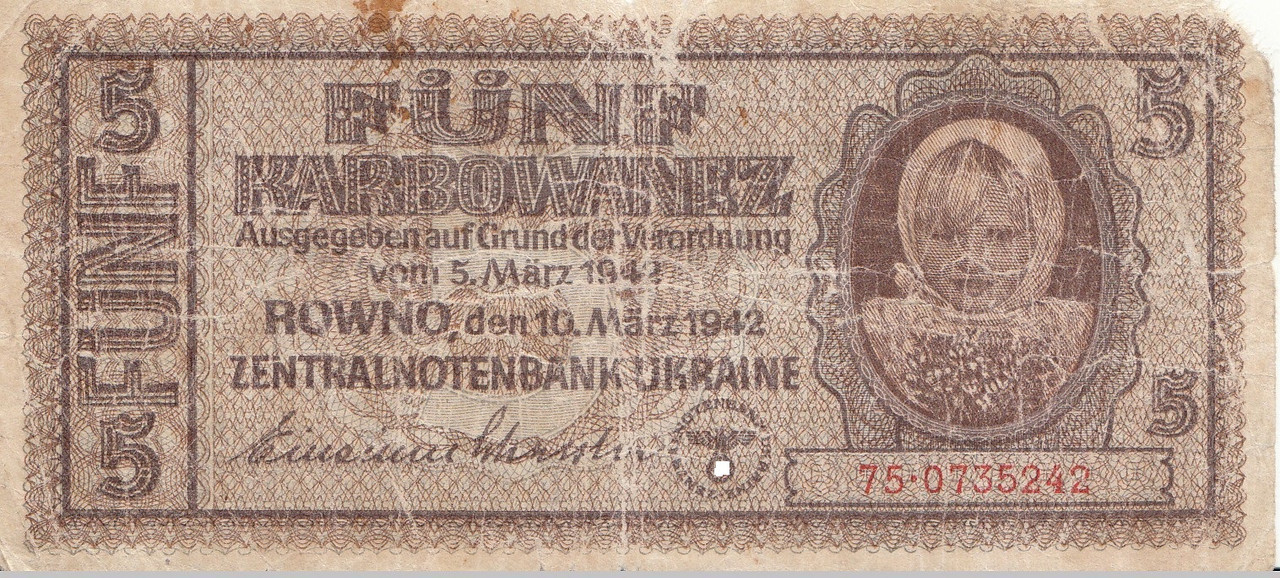 5 FÜNF 5
FÜNF
KARBOWANEZ
Ausgegeben auf Grund der Verordnung
vom 5. März 1942
ROWNO, den 10. März 1942
ZENTRALNOTENBANK UKRAINE
5
5
75·0735242